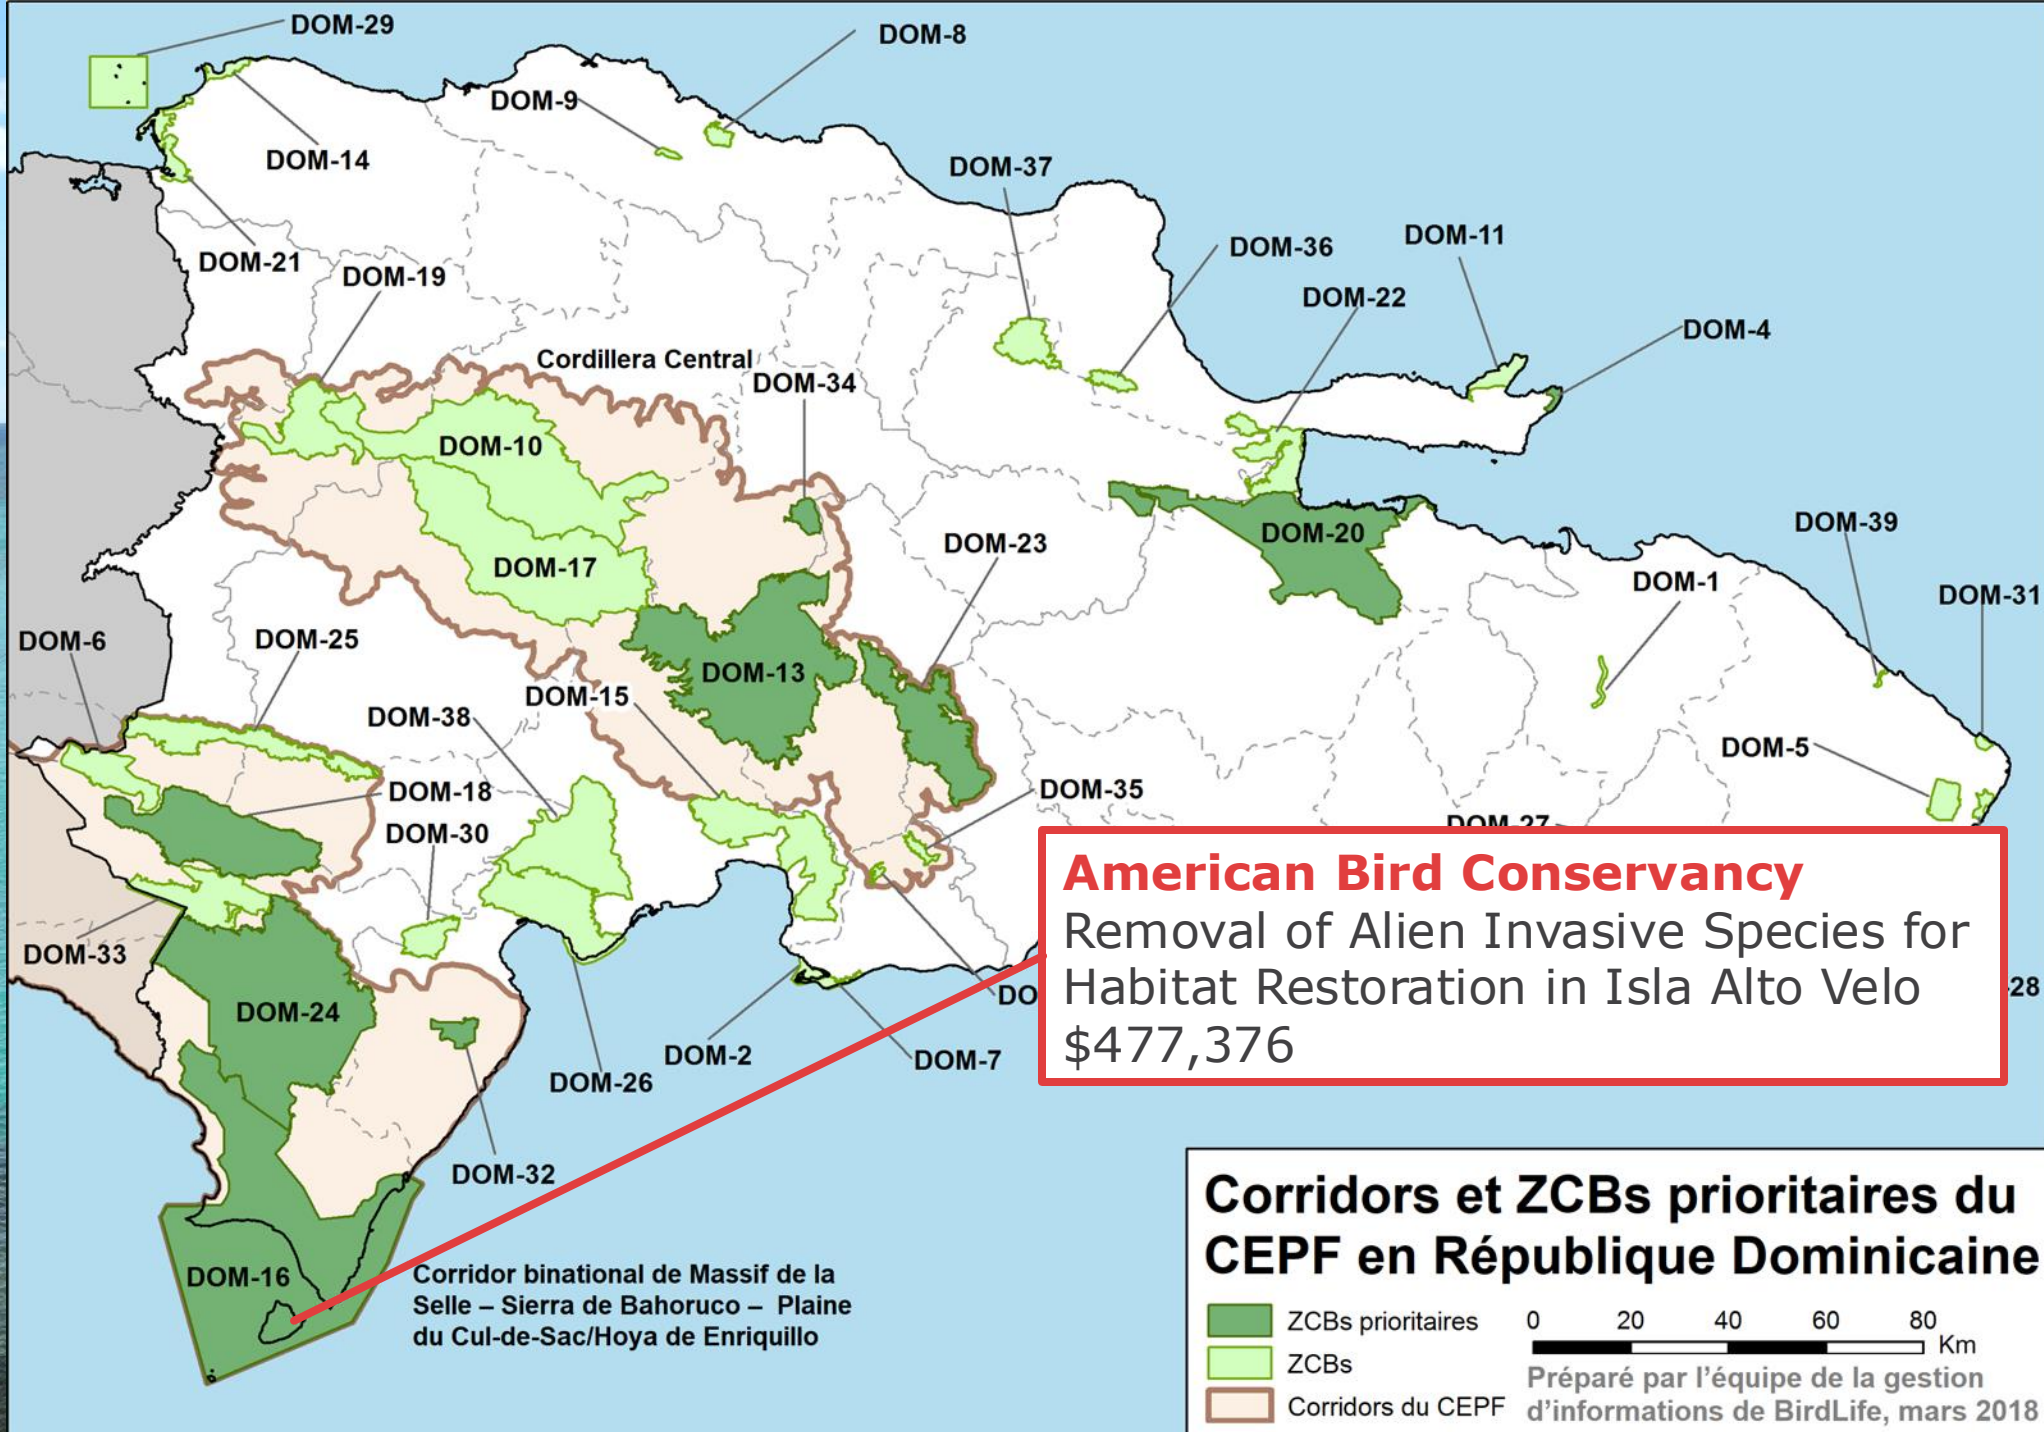 DOM-29
DOM-8
DOM-9
DOM-14
DOM-37
DOM-21
DOM-19
DOM-36
DOM-11
DOM-22
DOM-4
Cordillera Central
DOM-34
DOM-10
DOM-17
DOM-23
DOM-20
DOM-39
DOM-1
DOM-31
DOM-6
DOM-25
DOM-13
DOM-15
DOM-38
DOM-5
DOM-18
DOM-35
DOM-30
DOM-27
American Bird Conservancy
Removal of Alien Invasive Species for
Habitat Restoration in Isla Alto Velo
$477,376
DOM-33
DO
-28
DOM-24
DOM-2
DOM-7
DOM-26
DOM-32
DOM-16
Corridor binational de Massif de la
Selle – Sierra de Bahoruco – Plaine
du Cul-de-Sac/Hoya de Enriquillo
Corridors et ZCBs prioritaires du
CEPF en République Dominicaine
ZCBs prioritaires
ZCBs
Corridors du CEPF
0 20 40 60 80
Km
Préparé par l'équipe de la gestion
d'informations de BirdLife, mars 2018